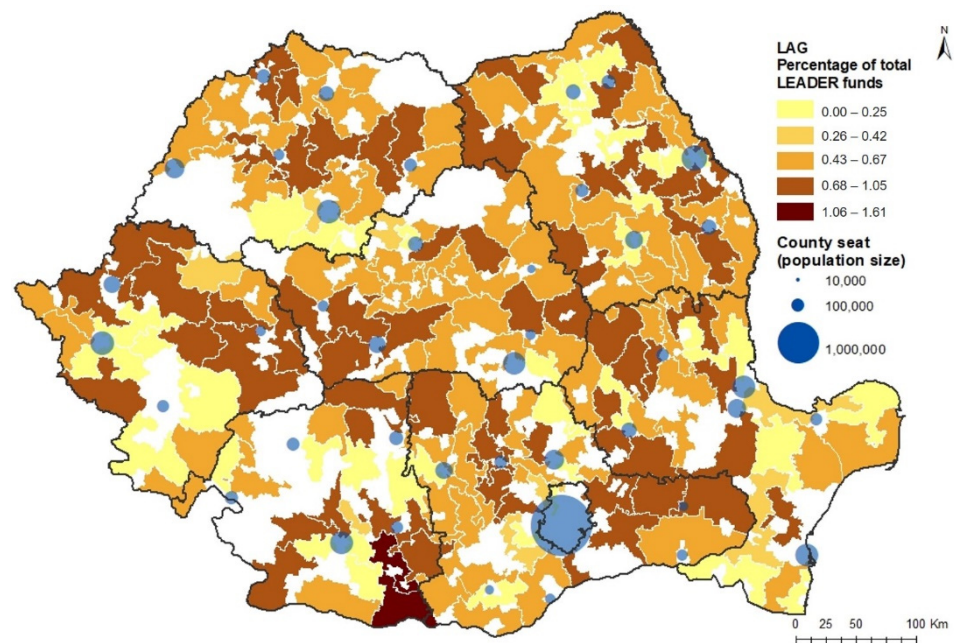 N
LAG
Percentage of total
LEADER funds
0.00 – 0.25
0.26 – 0.42
0.43 – 0.67
0.68 – 1.05
1.06 – 1.61
County seat
(population size)
10,000
100,000
1,000,000
0 25 50 100 Km